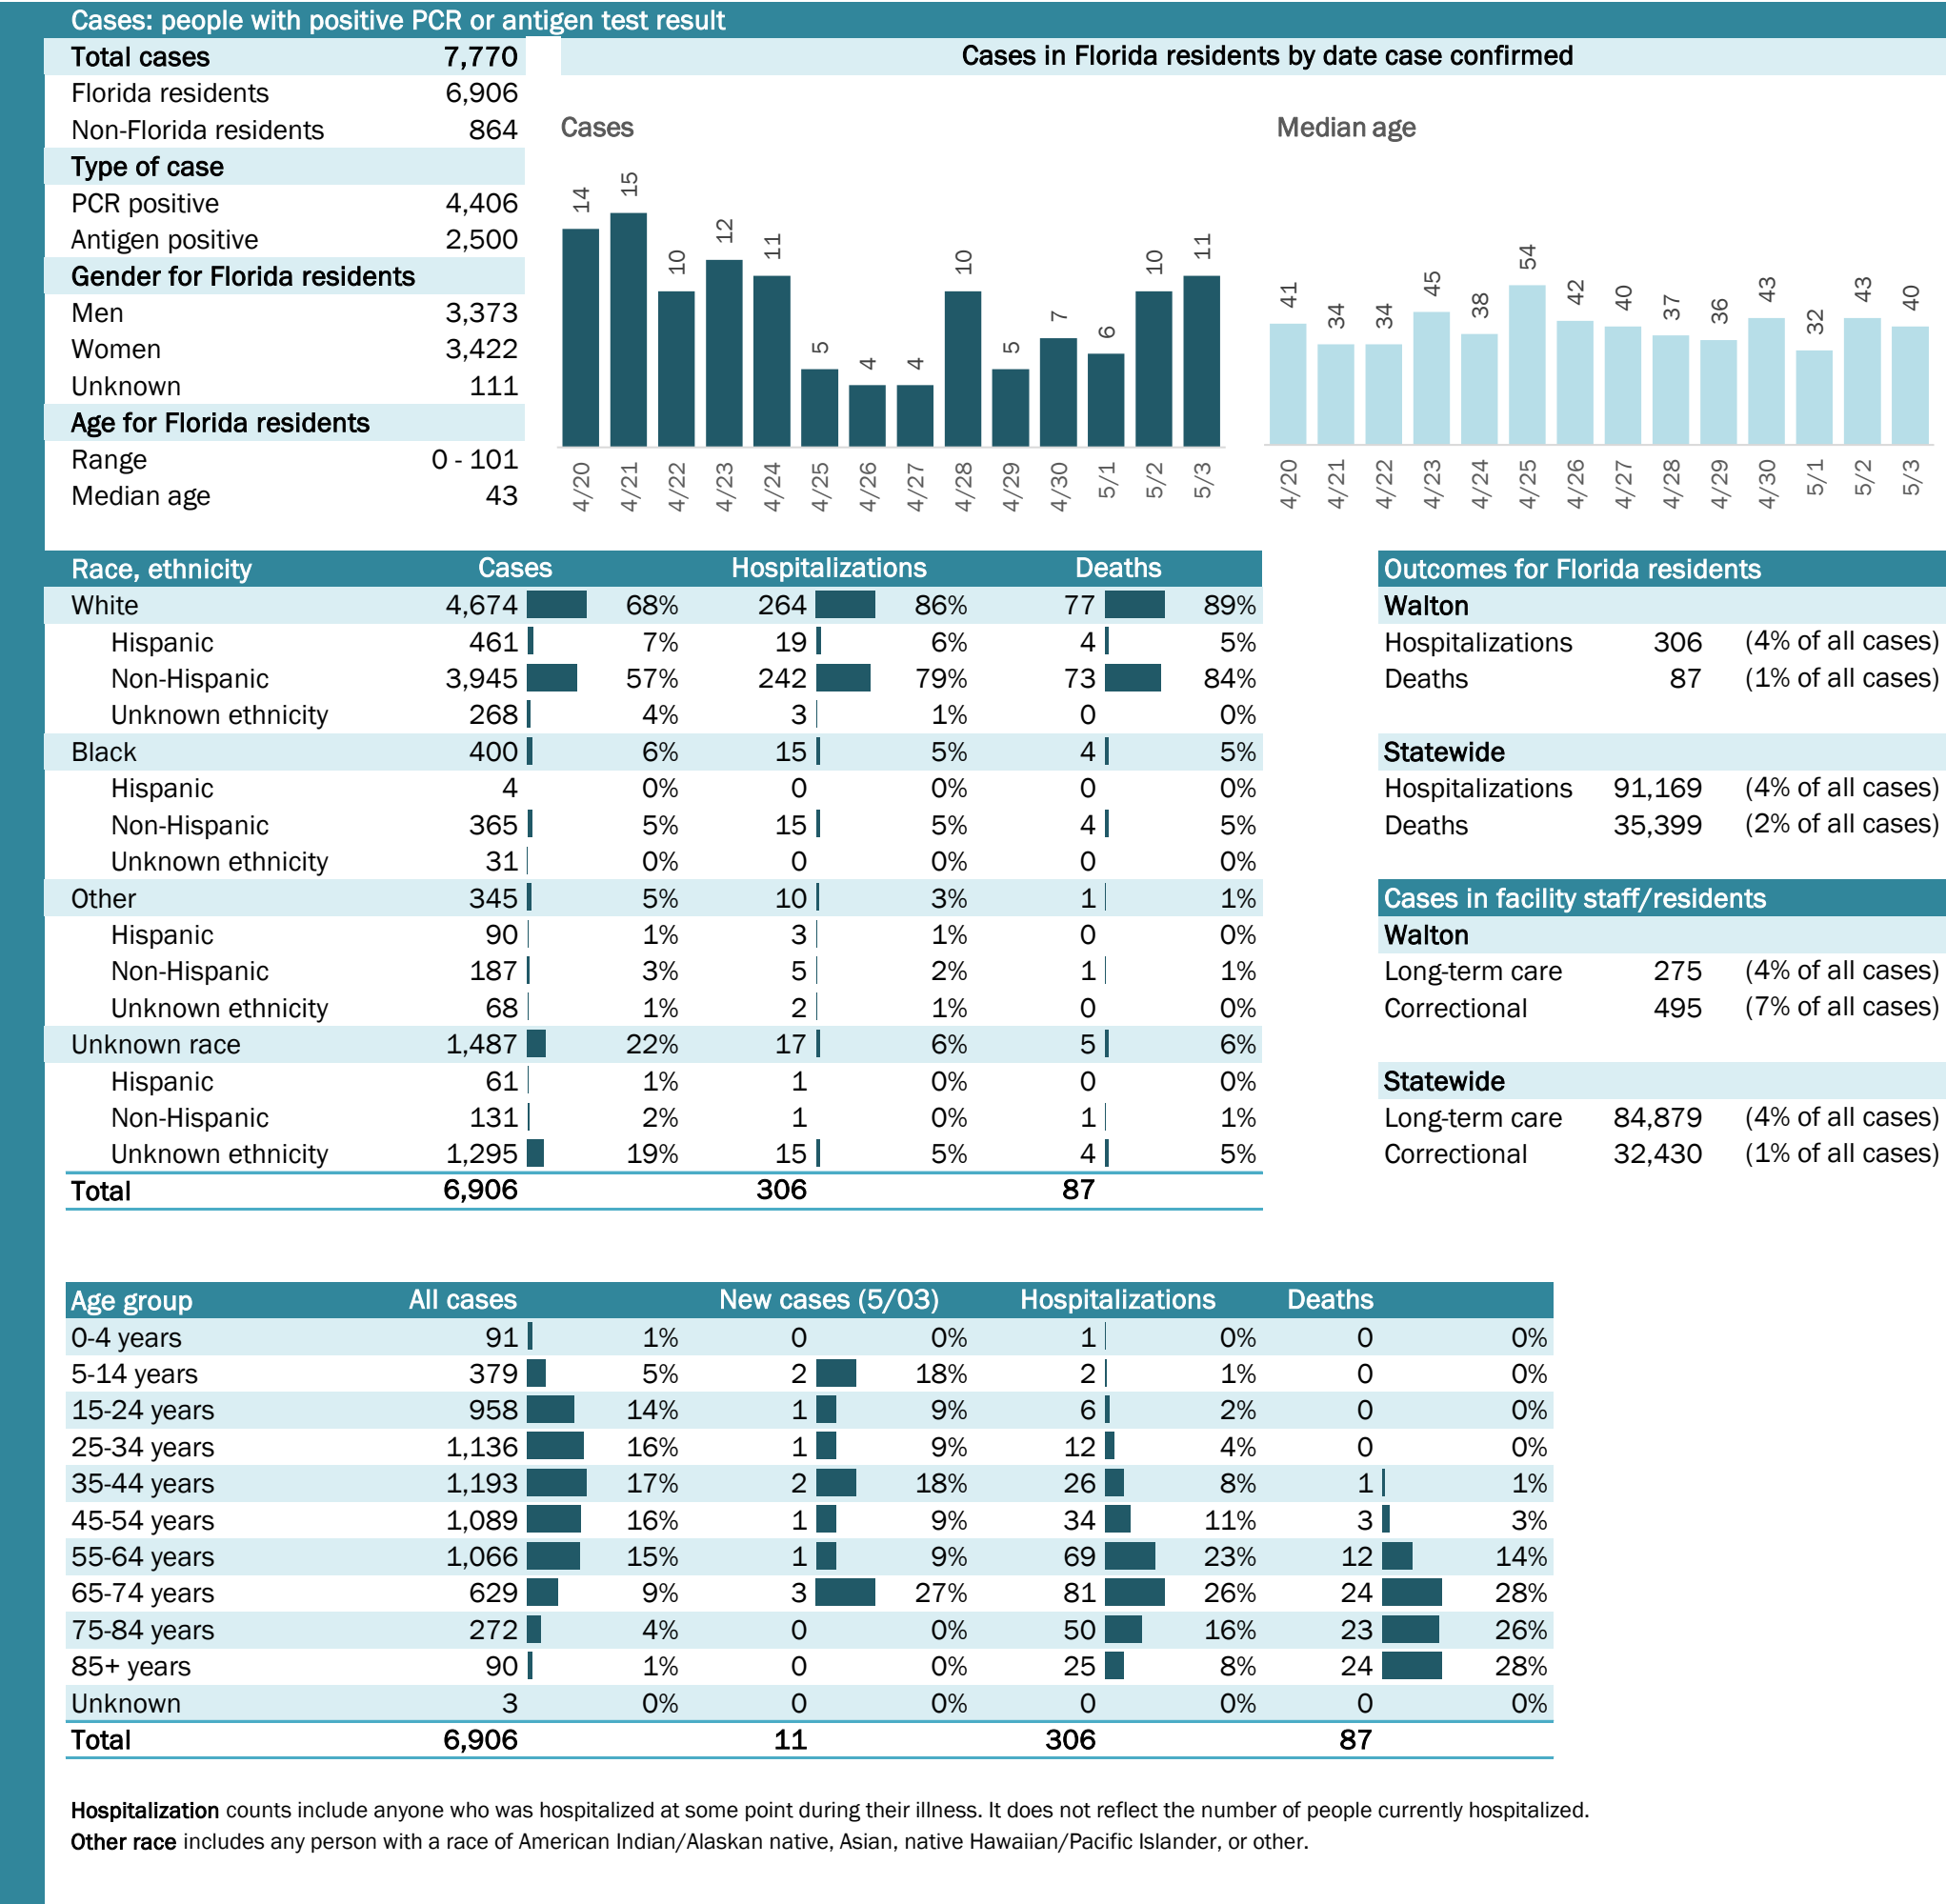 Cases: people with positive PCR or antigen test result
Total cases 7,770
Florida residents 6,906
Non-Florida residents 864
Type of case
PCR positive 4,406
Antigen positive 2,500
Gender for Florida residents
Men 3,373
Women 3,422
Unknown 111
Age for Florida residents
Range 0 - 101
Median age 43
Cases in Florida residents by date case confirmed
Cases
14 15 10 12 11 5 4 4 10 5 7 6 10 11
4/20 4/21 4/22 4/23 4/24 4/25 4/26 4/27 4/28 4/29 4/30 5/1 5/2 5/3
Median age
41 34 34 45 38 54 42 40 37 36 43 32 43 40
4/20 4/21 4/22 4/23 4/24 4/25 4/26 4/27 4/28 4/29 4/30 5/1 5/2 5/3
Race, ethnicity Cases Hospitalizations Deaths
White 4,674 68% 264 86% 77 89%
Hispanic 461 7% 19 6% 4 5%
Non-Hispanic 3,945 57% 242 79% 73 84%
Unknown ethnicity 268 4% 3 1% 0 0%
Black 400 6% 15 5% 4 5%
Hispanic 4 0% 0 0% 0 0%
Non-Hispanic 365 5% 15 5% 4 5%
Unknown ethnicity 31 0% 0 0% 0 0%
Other 345 5% 10 3% 1 1%
Hispanic 90 1% 3 1% 0 0%
Non-Hispanic 187 3% 5 2% 1 1%
Unknown ethnicity 68 1% 2 1% 0 0%
Unknown race 1,487 22% 17 6% 5 6%
Hispanic 61 1% 1 0% 0 0%
Non-Hispanic 131 2% 1 0% 1 1%
Unknown ethnicity 1,295 19% 15 5% 4 5%
Total 6,906 306 87
Outcomes for Florida residents
Walton
Hospitalizations 306 (4% of all cases)
Deaths 87 (1% of all cases)
Statewide
Hospitalizations 91,169 (4% of all cases)
Deaths 35,399 (2% of all cases)
Cases in facility staff/residents
Walton
Long-term care 275 (4% of all cases)
Correctional 495 (7% of all cases)
Statewide
Long-term care 84,879 (4% of all cases)
Correctional 32,430 (1% of all cases)
Age group All cases New cases (5/03) Hospitalizations Deaths
0-4 years 91 1% 0 0% 1 0% 0 0%
5-14 years 379 5% 2 18% 2 1% 0 0%
15-24 years 958 14% 1 9% 6 2% 0 0%
25-34 years 1,136 16% 1 9% 12 4% 0 0%
35-44 years 1,193 17% 2 18% 26 8% 1 1%
45-54 years 1,089 16% 1 9% 34 11% 3 3%
55-64 years 1,066 15% 1 9% 69 23% 12 14%
65-74 years 629 9% 3 27% 81 26% 24 28%
75-84 years 272 4% 0 0% 50 16% 23 26%
85+ years 90 1% 0 0% 25 8% 24 28%
Unknown 3 0% 0 0% 0 0% 0 0%
Total 6,906 11 306 87
Hospitalization counts include anyone who was hospitalized at some point during their illness. It does not reflect the number of people currently hospitalized.
Other race includes any person with a race of American Indian/Alaskan native, Asian, native Hawaiian/Pacific Islander, or other.